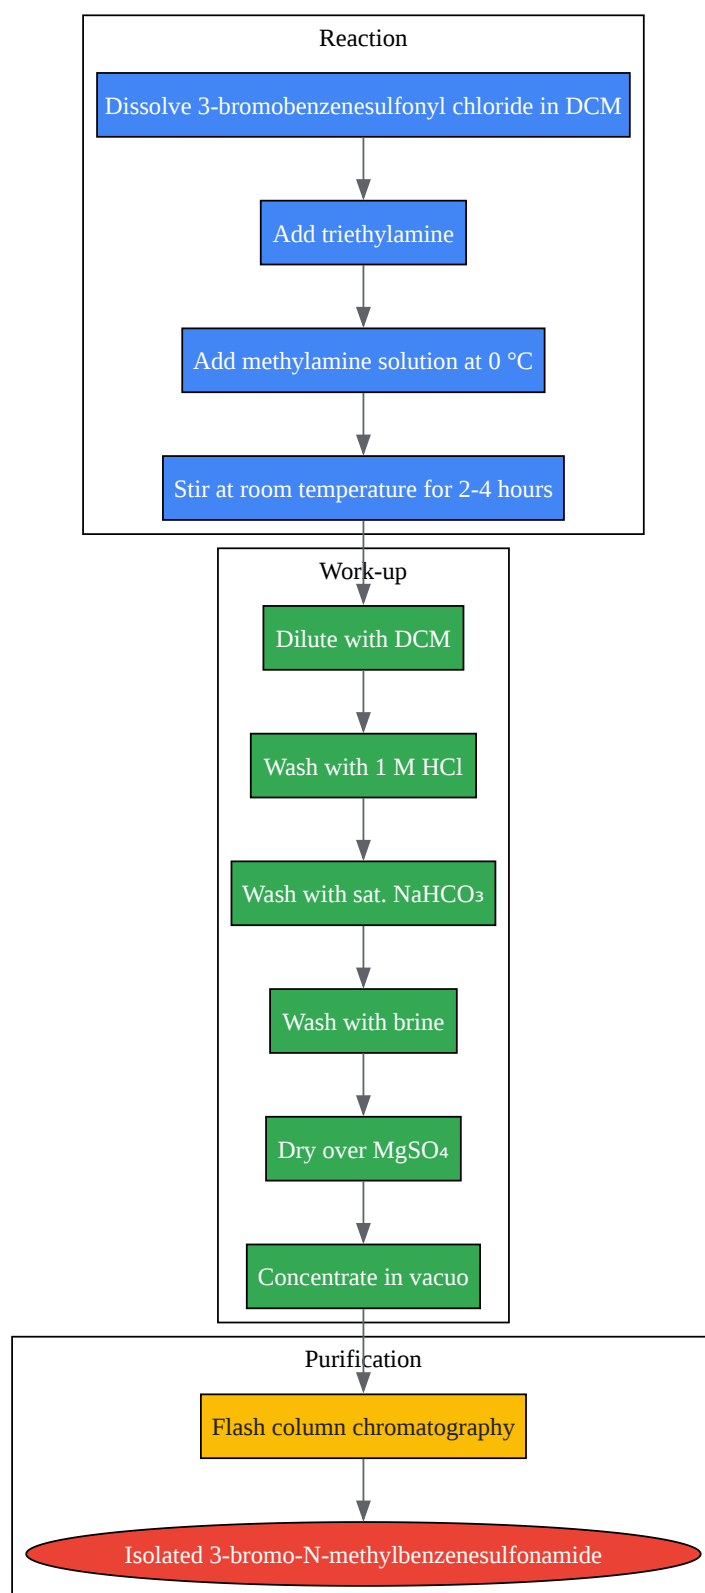 Reaction
Dissolve 3-bromobenzenesulfonyl chloride in DCM
Add triethylamine
Add methylamine solution at 0 °C
Stir at room temperature for 2-4 hours
Work-up
Dilute with DCM
Wash with 1 M HCl
Wash with sat. NaHCO₃
Wash with brine
Dry over MgSO₄
Concentrate in vacuo
Purification
Flash column chromatography
Isolated 3-bromo-N-methylbenzenesulfonamide